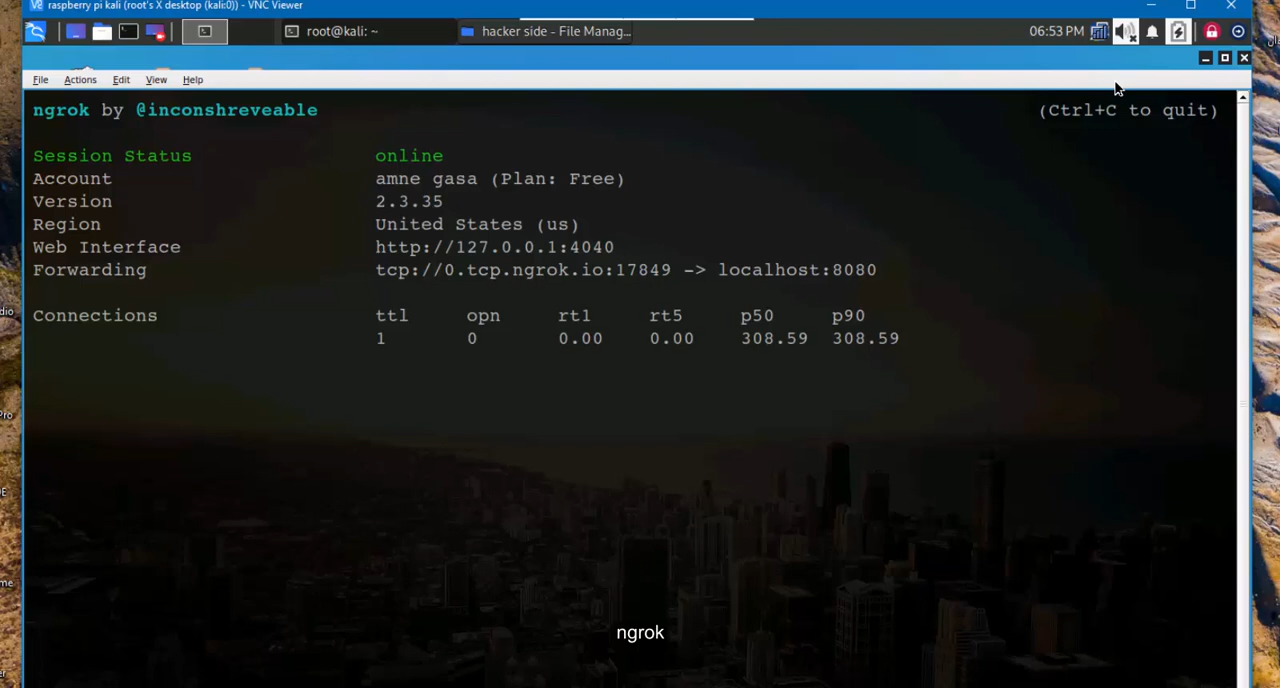 raspberry pi kali (root's X desktop (kali:0)) - VNC Viewer
root@kali: ~
hacker side - File Manag...
06:53 PM
File Actions Edit View Help
ngrok by @inconshreveable (Ctrl+C to quit)
Session Status online
Account amne gasa (Plan: Free)
Version 2.3.35
Region United States (us)
Web Interface http://127.0.0.1:4040
Forwarding tcp://0.tcp.ngrok.io:17849 -> localhost:8080
Connections ttl opn rt1 rt5 p50 p90
1 0 0.00 0.00 308.59 308.59
ngrok